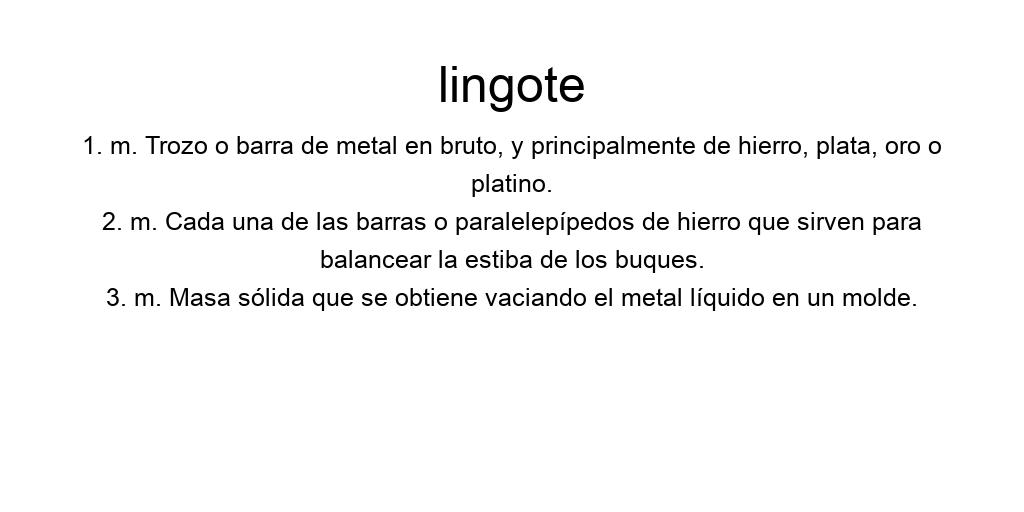 lingote
1. m. Trozo o barra de metal en bruto, y principalmente de hierro, plata, oro o
platino.
2. m. Cada una de las barras o paralelepípedos de hierro que sirven para
balancear la estiba de los buques.
3. m. Masa sólida que se obtiene vaciando el metal líquido en un molde.